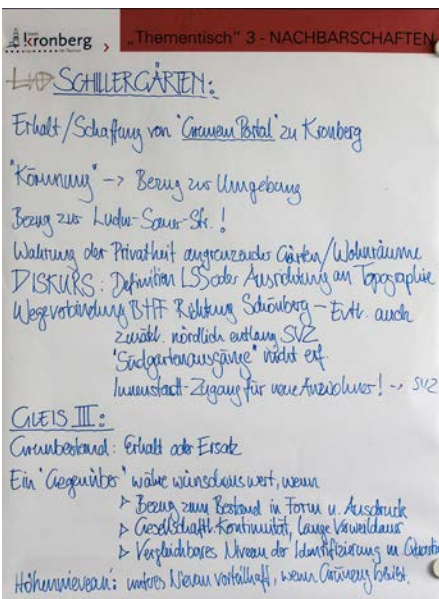 Stadt
kronberg
„Thementisch“ 3 - NACHBARSCHAFTEN
SCHILLERGÄRTEN:
Erhalt/Schaffung von "Grünem Portal" zu Kronberg
"Körnung" -> Bezug zur Umgebung
Bezug zur Ludw.-Sauer-Str. !
Wahrung der Privatheit angrenzender Gärten/Wohnräume
DISKURS: Definition LSS oder Ausrichtung an Topographie
Wegeverbindung BHF Richtung Schönberg – Evtl. auch
zusätzl. nördlich entlang SVZ
"Südgartenausgänge" nicht erf.
Innenstadt-Zugang für neue Anwohner! -> SVZ
GLEIS III:
Grünbestand: Erhalt oder Ersatz
Ein "Gegenüber" wäre wünschenswert, wenn
> Bezug zum Bestand in Form u. Ausdruck
> Gesellschaftl. Kontinuität, lange Verweildauer
> Vergleichbares Niveau der Identifizierung m. Quartier
Höhenniveau: unteres Niveau vorteilhaft, wenn Grünung bleibt.